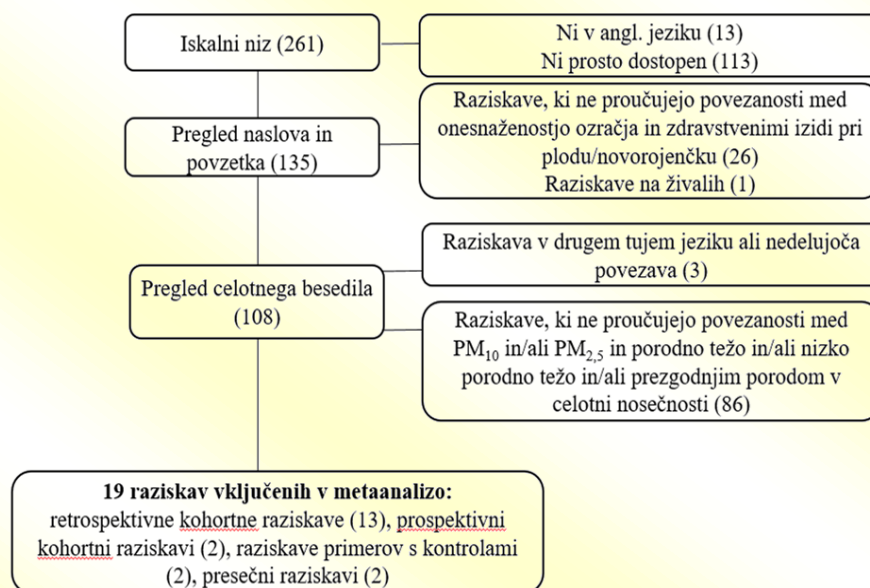 Iskalni niz (261)
Ni v angl. jeziku (13)
Ni prosto dostopen (113)
Pregled naslova in
povzetka (135)
Raziskave, ki ne proučujejo povezanosti med
onesnaženostjo ozračja in zdravstvenimi izidi pri
plodu/novorojenčku (26)
Raziskave na živalih (1)
Pregled celotnega besedila
(108)
Raziskava v drugem tujem jeziku ali nedelujoča
povezava (3)
Raziskave, ki ne proučujejo povezanosti med
PM₁₀ in/ali PM₂,₅ in porodno težo in/ali nizko
porodno težo in/ali prezgodnjim porodom v
celotni nosečnosti (86)
19 raziskav vključenih v metaanalizo:
retrospektivne kohortne raziskave (13), prospektivni
kohortni raziskavi (2), raziskave primerov s kontrolami
(2), presečni raziskavi (2)